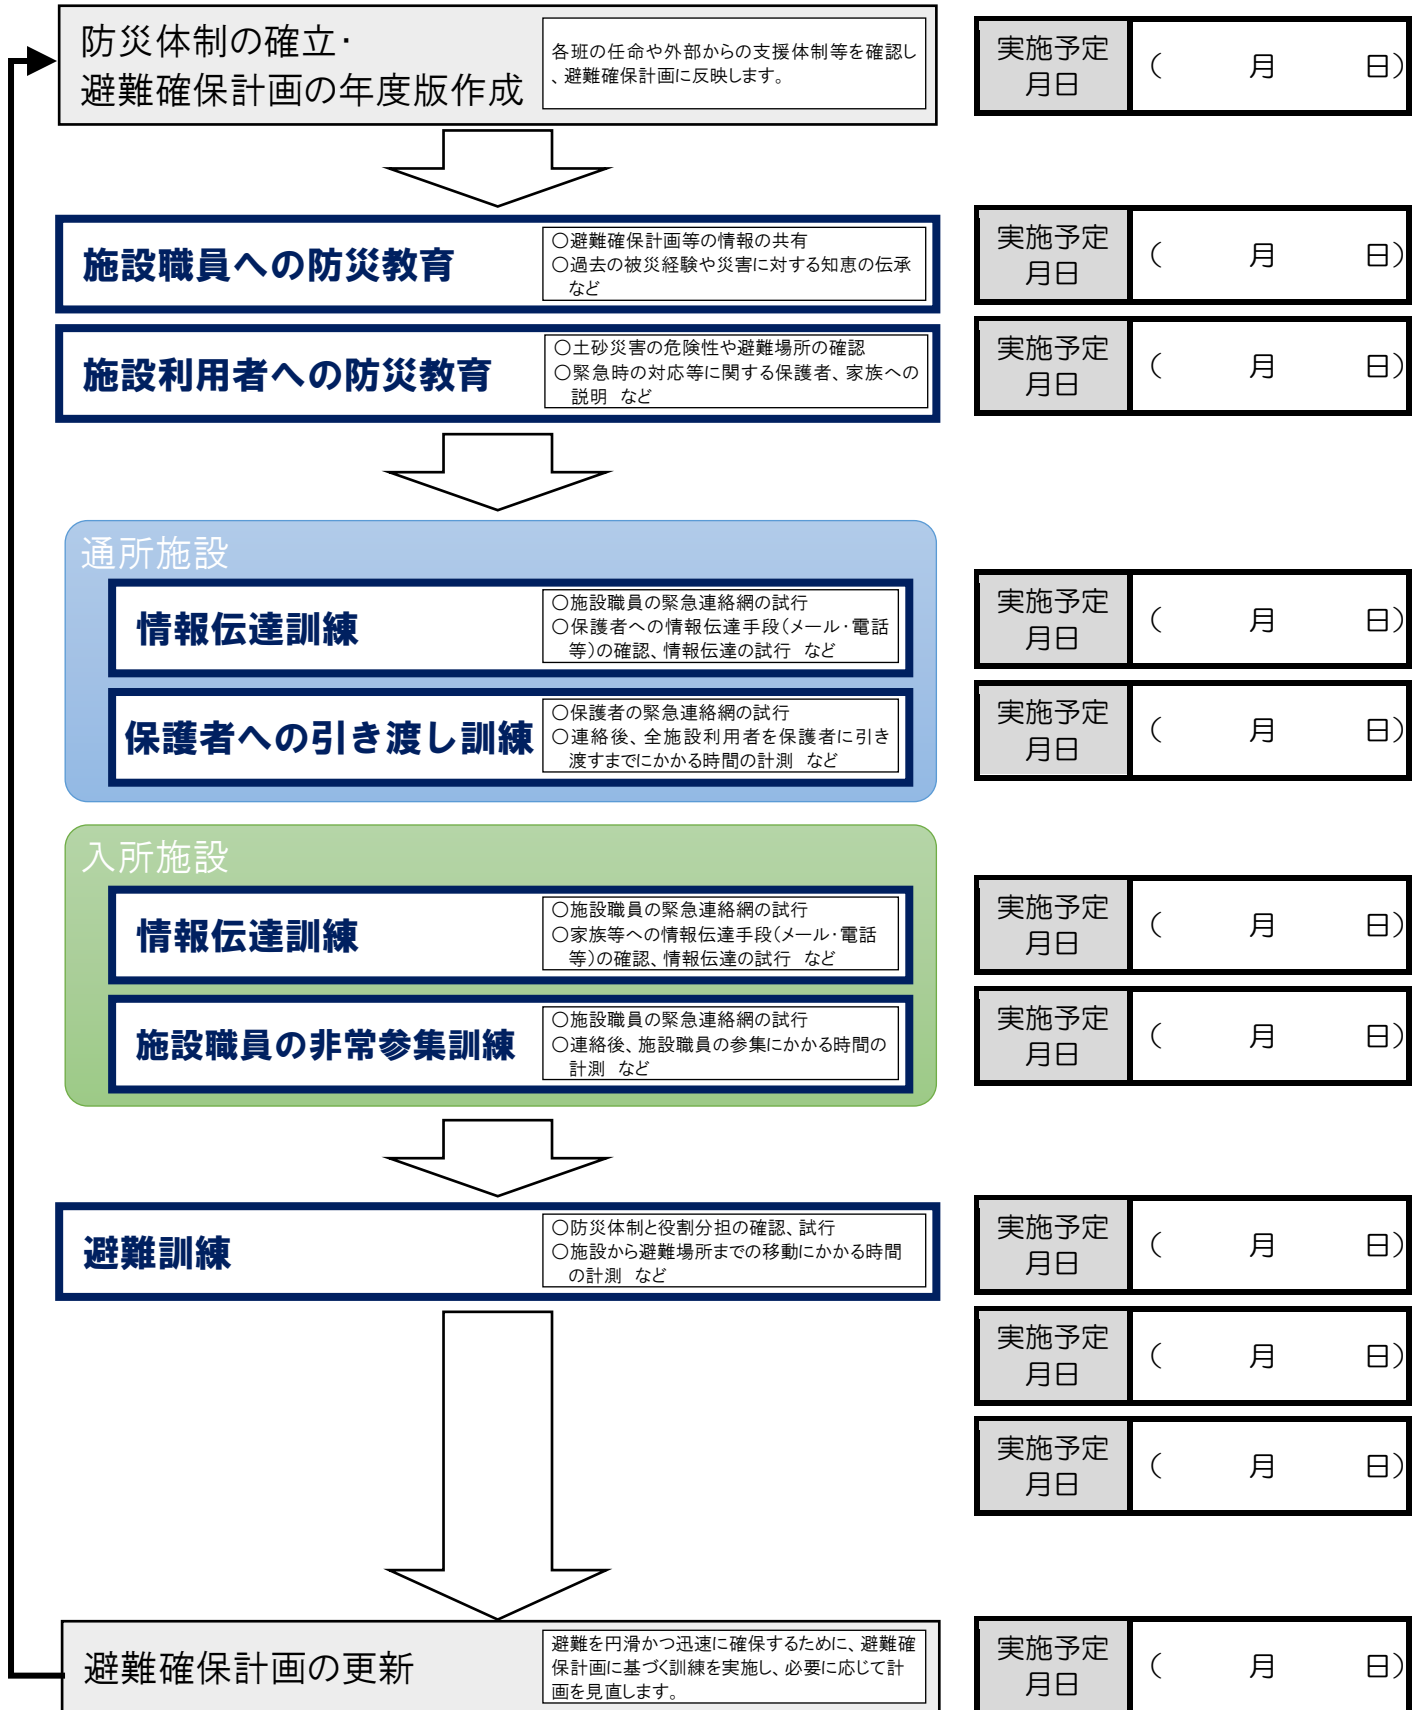 防災体制の確立・
避難確保計画の年度版作成
各班の任命や外部からの支援体制等を確認し
、避難確保計画に反映します。
実施予定
月日
（　　月　　日）
施設職員への防災教育
○避難確保計画等の情報の共有
○過去の被災経験や災害に対する知恵の伝承
など
実施予定
月日
（　　月　　日）
施設利用者への防災教育
○土砂災害の危険性や避難場所の確認
○緊急時の対応等に関する保護者、家族への
説明　など
実施予定
月日
（　　月　　日）
通所施設
情報伝達訓練
○施設職員の緊急連絡網の試行
○保護者への情報伝達手段（メール・電話
等）の確認、情報伝達の試行　など
実施予定
月日
（　　月　　日）
保護者への引き渡し訓練
○保護者の緊急連絡網の試行
○連絡後、全施設利用者を保護者に引き
渡すまでにかかる時間の計測　など
実施予定
月日
（　　月　　日）
入所施設
情報伝達訓練
○施設職員の緊急連絡網の試行
○家族等への情報伝達手段（メール・電話
等）の確認、情報伝達の試行　など
実施予定
月日
（　　月　　日）
施設職員の非常参集訓練
○施設職員の緊急連絡網の試行
○連絡後、施設職員の参集にかかる時間の
計測　など
実施予定
月日
（　　月　　日）
避難訓練
○防災体制と役割分担の確認、試行
○施設から避難場所までの移動にかかる時間
の計測　など
実施予定
月日
（　　月　　日）
実施予定
月日
（　　月　　日）
実施予定
月日
（　　月　　日）
避難確保計画の更新
避難を円滑かつ迅速に確保するために、避難確
保計画に基づく訓練を実施し、必要に応じて計
画を見直します。
実施予定
月日
（　　月　　日）